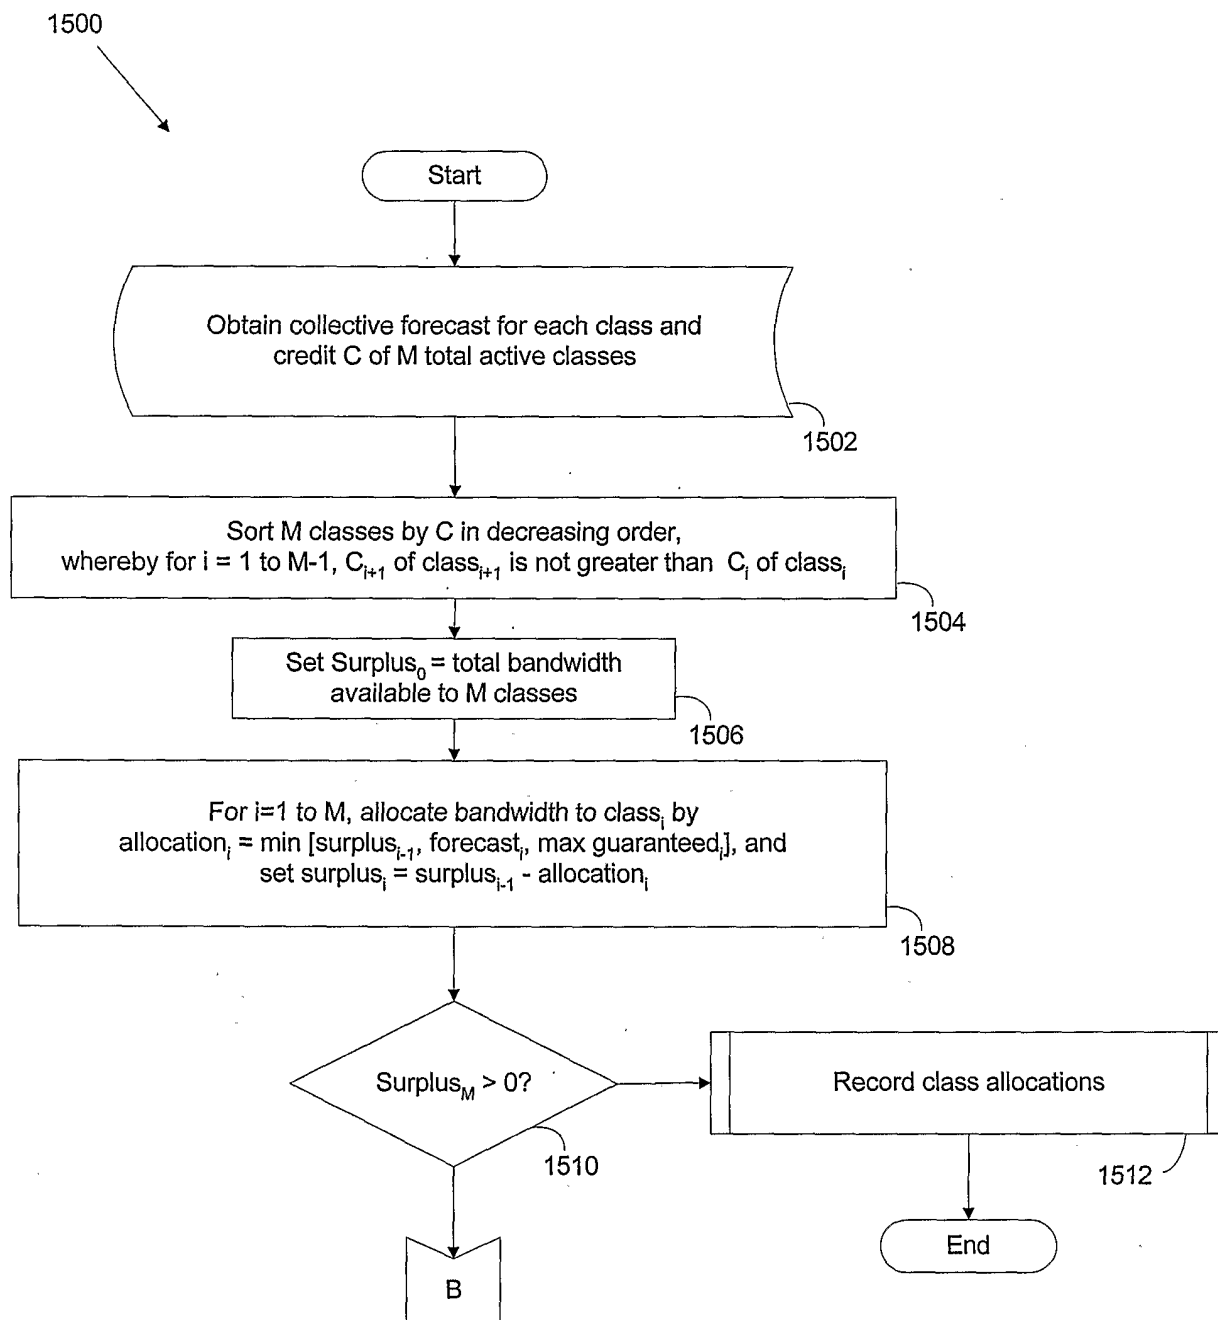 1500
Start
Obtain collective forecast for each class and
credit C of M total active classes
1502
Sort M classes by C in decreasing order,
whereby for i = 1 to M-1, C_{i+1} of class_{i+1} is not greater than C_i of class_i
1504
Set Surplus_0 = total bandwidth
available to M classes
1506
For i=1 to M, allocate bandwidth to class_i by
allocation_i = min [surplus_{i-1}, forecast_i, max guaranteed_i], and
set surplus_i = surplus_{i-1} - allocation_i
1508
Surplus_M > 0?
1510
Record class allocations
1512
End
B